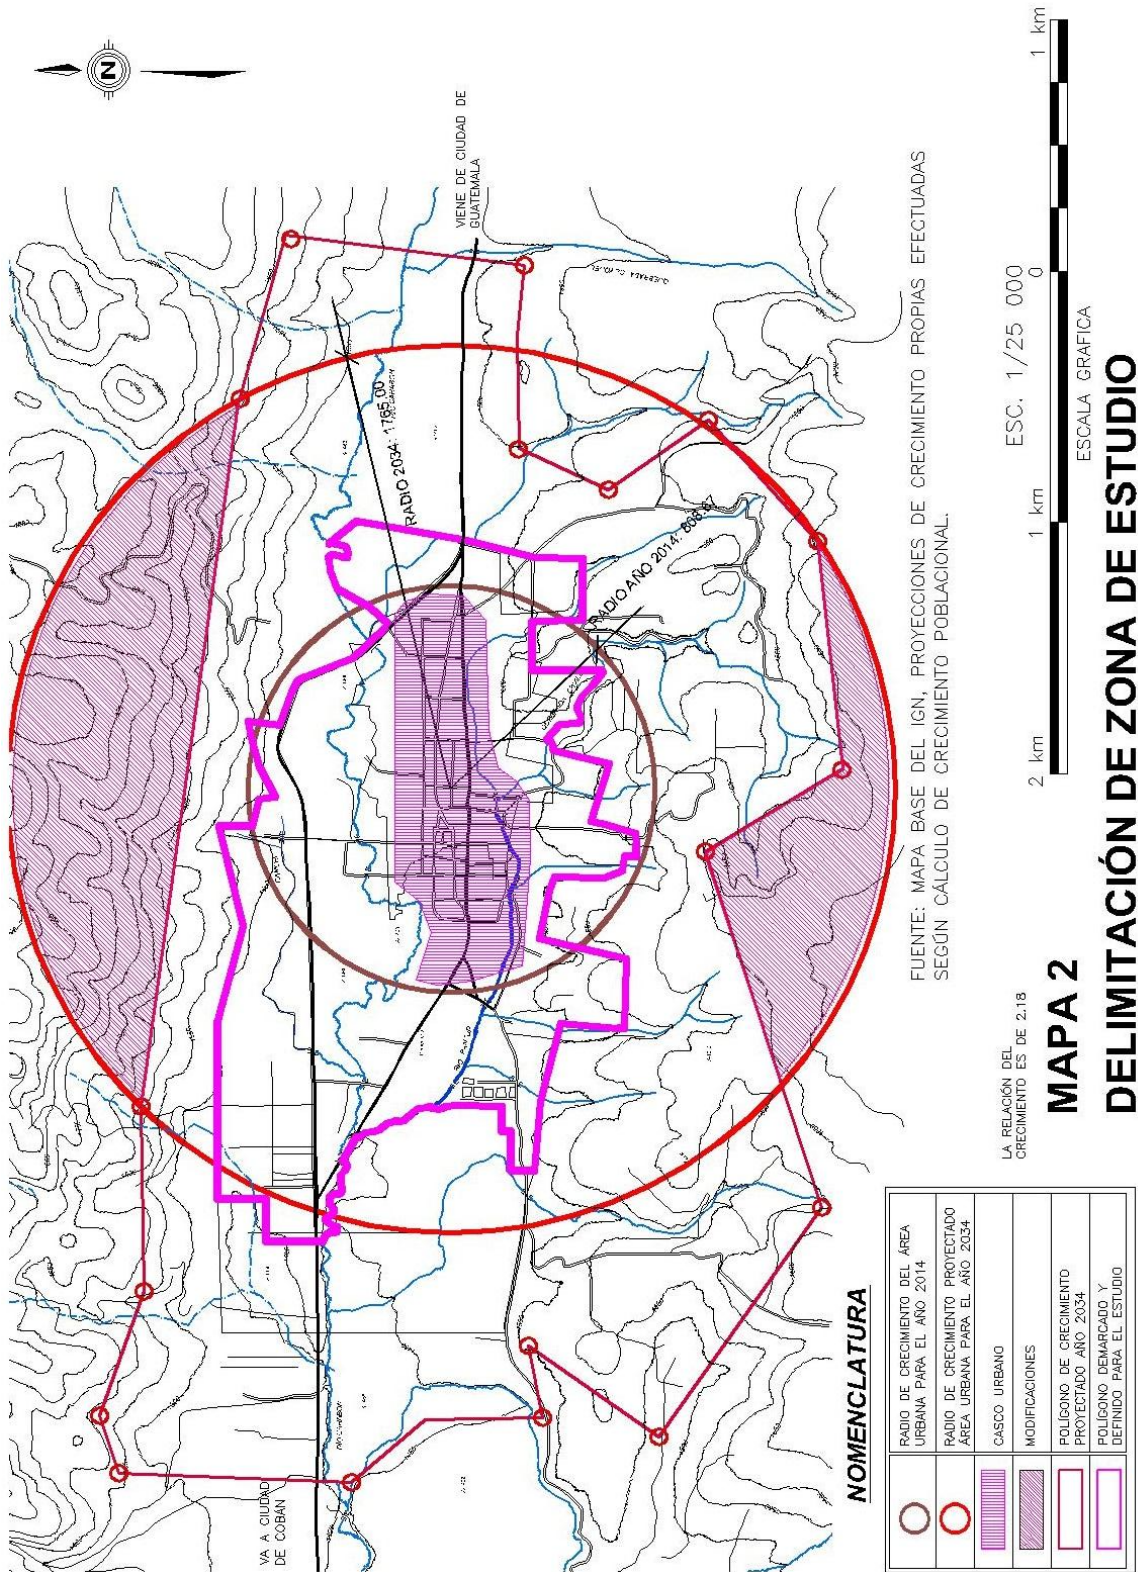 N
VIENE DE CIUDAD DE
GUATEMALA
VA A CIUDAD
DE COBÁN
RADIO 2034: 1765.00
RADIO AÑO 2014: 808.67
FUENTE: MAPA BASE DEL IGN, PROYECCIONES DE CRECIMIENTO PROPIAS EFECTUADAS
SEGÚN CÁLCULO DE CRECIMIENTO POBLACIONAL.
LA RELACIÓN DEL
CRECIMIENTO ES DE 2.18
ESC. 1/25 000
2 km
1 km
0
1 km
ESCALA GRAFICA
MAPA 2
DELIMITACIÓN DE ZONA DE ESTUDIO
NOMENCLATURA
RADIO DE CRECIMIENTO DEL ÁREA
URBANA PARA EL AÑO 2014
RADIO DE CRECIMIENTO PROYECTADO
ÁREA URBANA PARA EL AÑO 2034
CASCO URBANO
MODIFICACIONES
POLÍGONO DE CRECIMIENTO
PROYECTADO AÑO 2034
POLÍGONO DEMARCADO Y
DEFINIDO PARA EL ESTUDIO